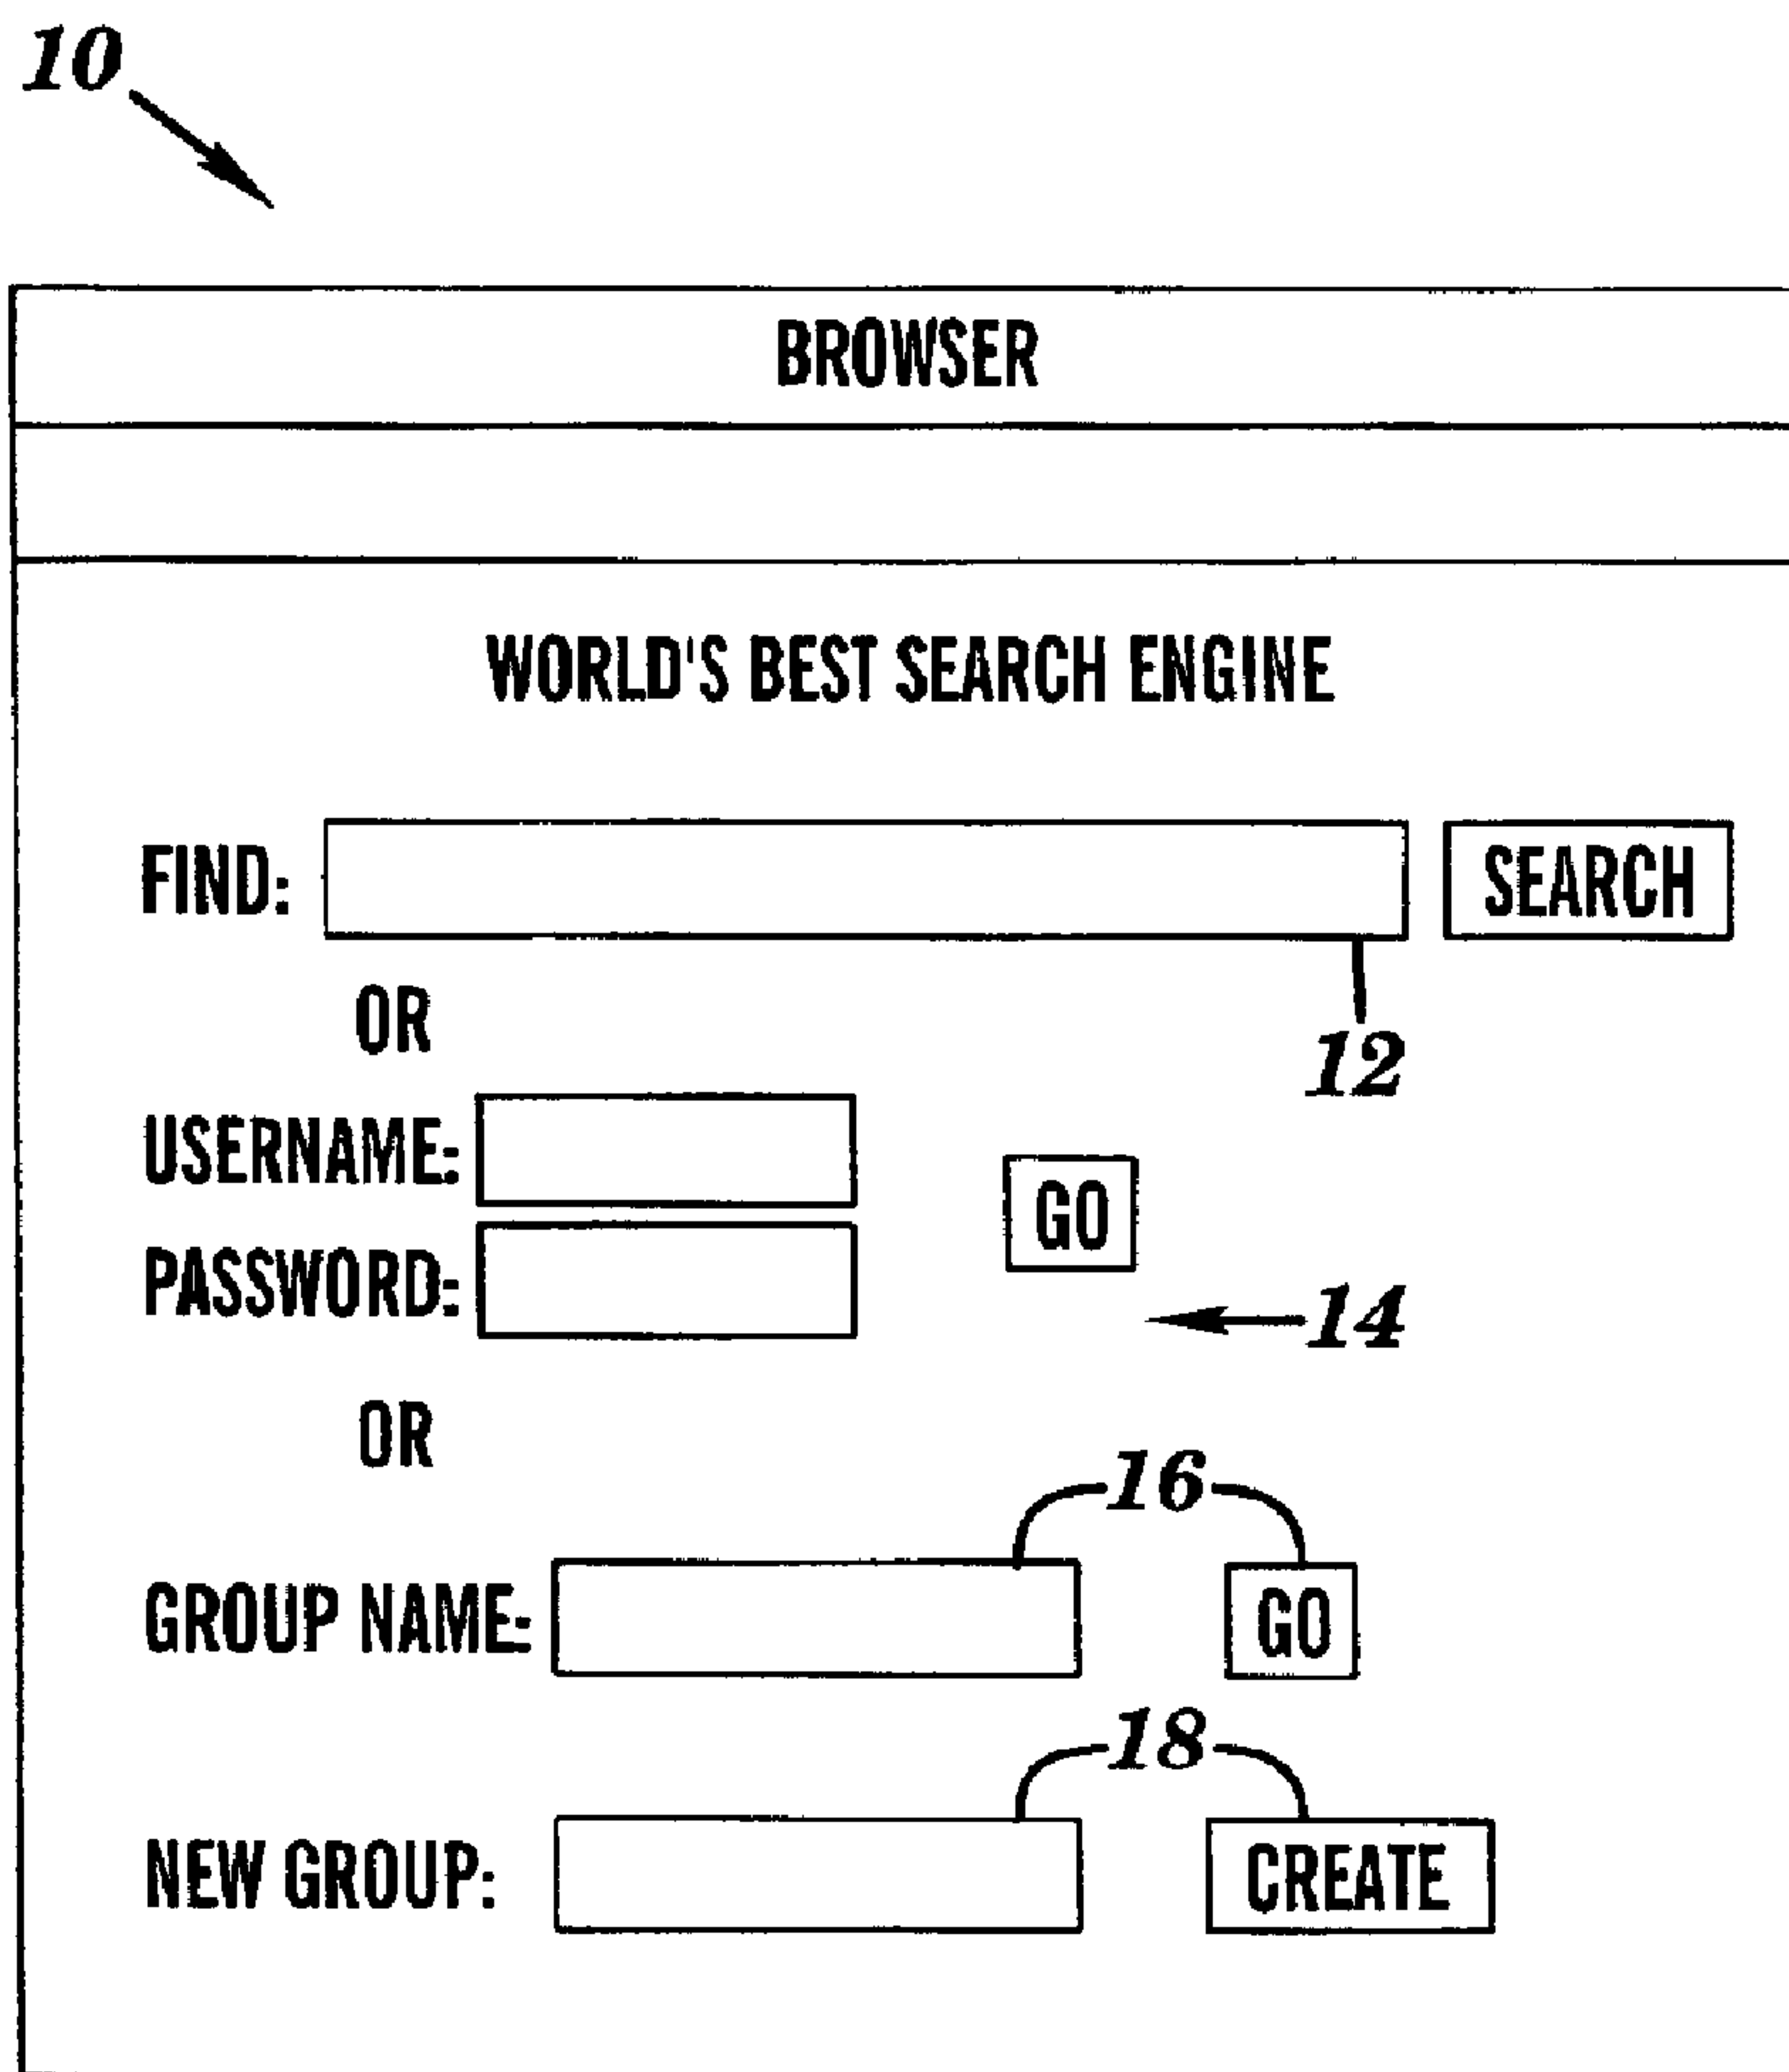 10
BROWSER
WORLD'S BEST SEARCH ENGINE
FIND: SEARCH
OR
12
USERNAME:
GO
PASSWORD:
14
OR
16
GROUP NAME: GO
18
NEW GROUP: CREATE